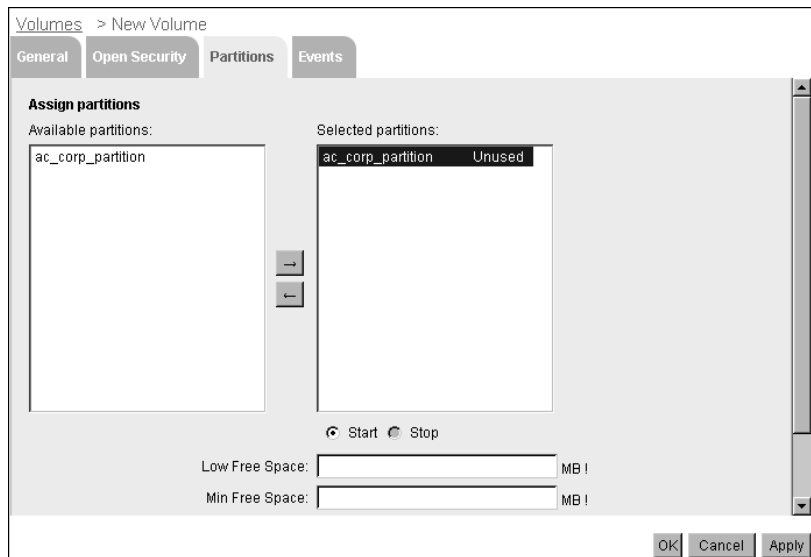 Volumes > New Volume
General Open Security Partitions Events
Assign partitions
Available partitions: Selected partitions:
ac_corp_partition ac_corp_partition Unused
→
←
Start Stop
Low Free Space: MB !
Min Free Space: MB !
OK Cancel Apply